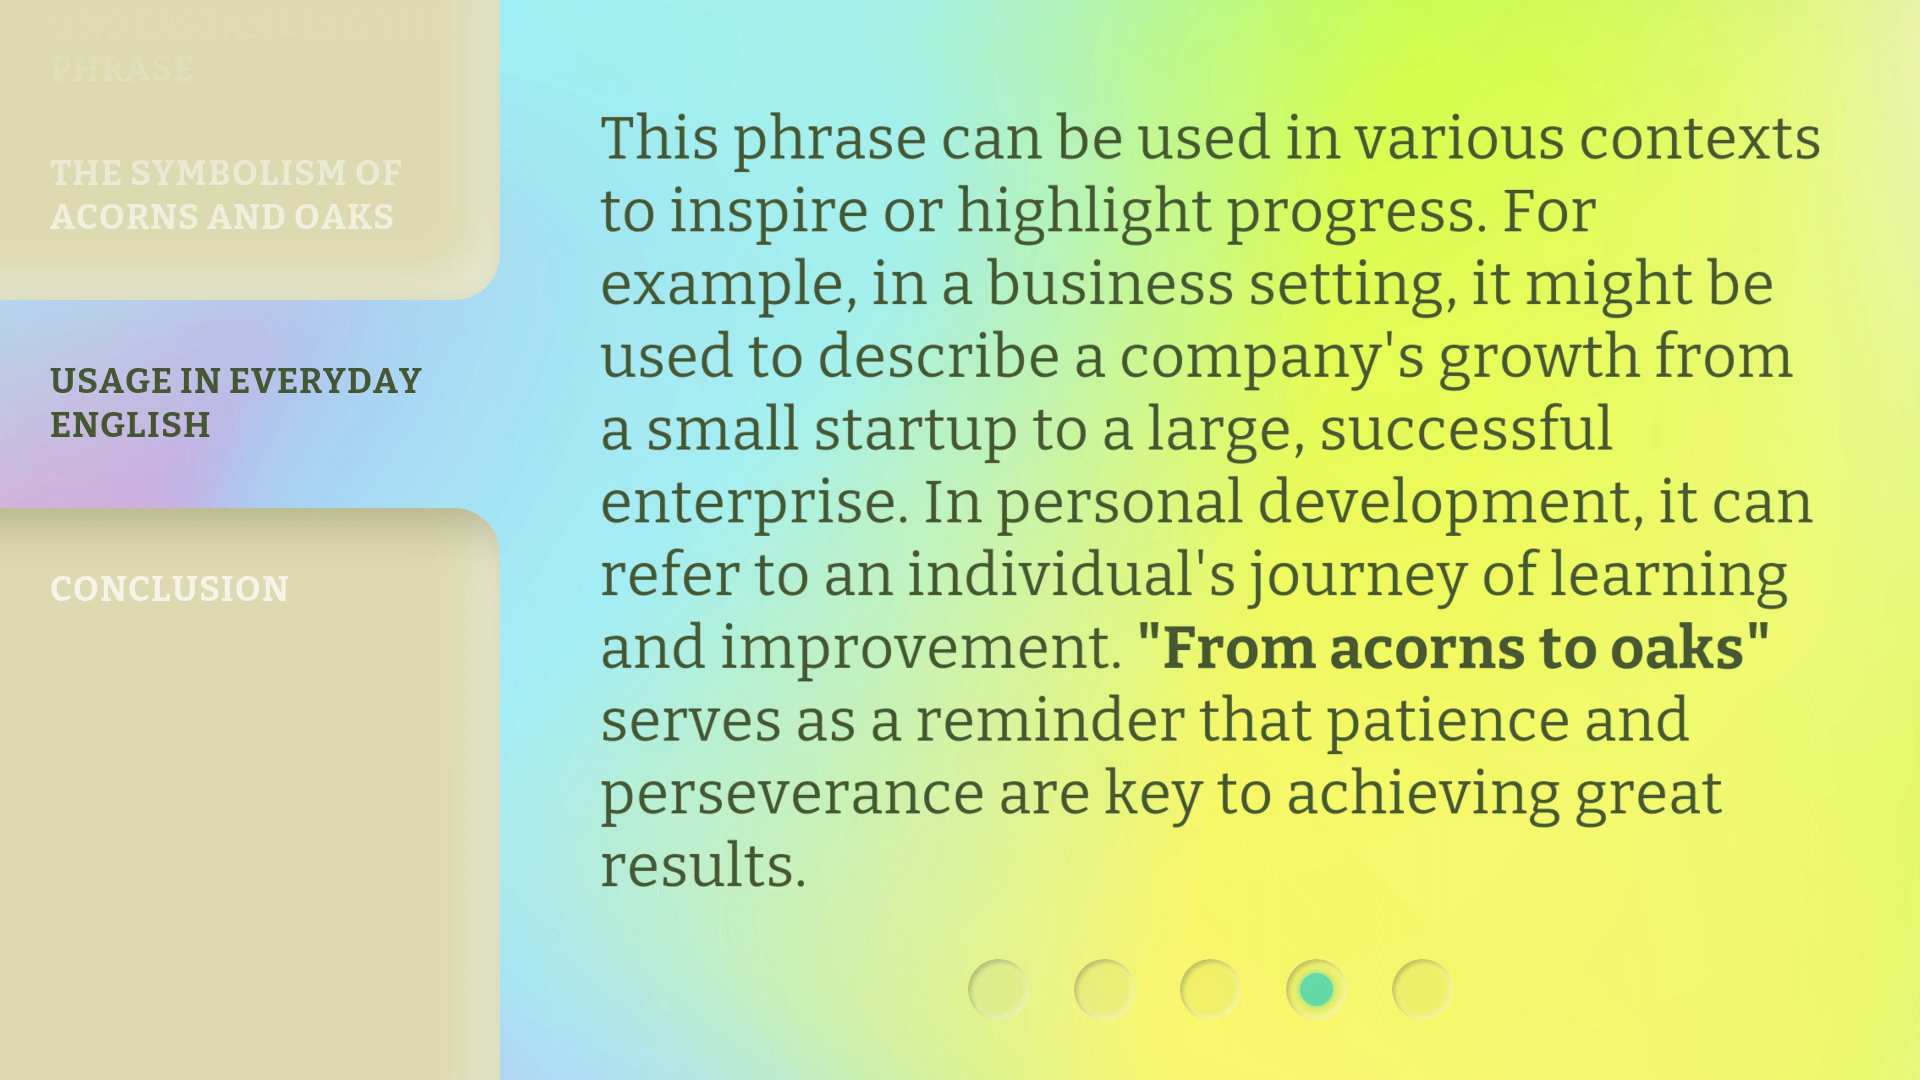 UNDERSTANDING THE
PHRASE
THE SYMBOLISM OF
ACORNS AND OAKS
USAGE IN EVERYDAY
ENGLISH
CONCLUSION
This phrase can be used in various contexts
to inspire or highlight progress. For
example, in a business setting, it might be
used to describe a company's growth from
a small startup to a large, successful
enterprise. In personal development, it can
refer to an individual's journey of learning
and improvement. "From acorns to oaks"
serves as a reminder that patience and
perseverance are key to achieving great
results.